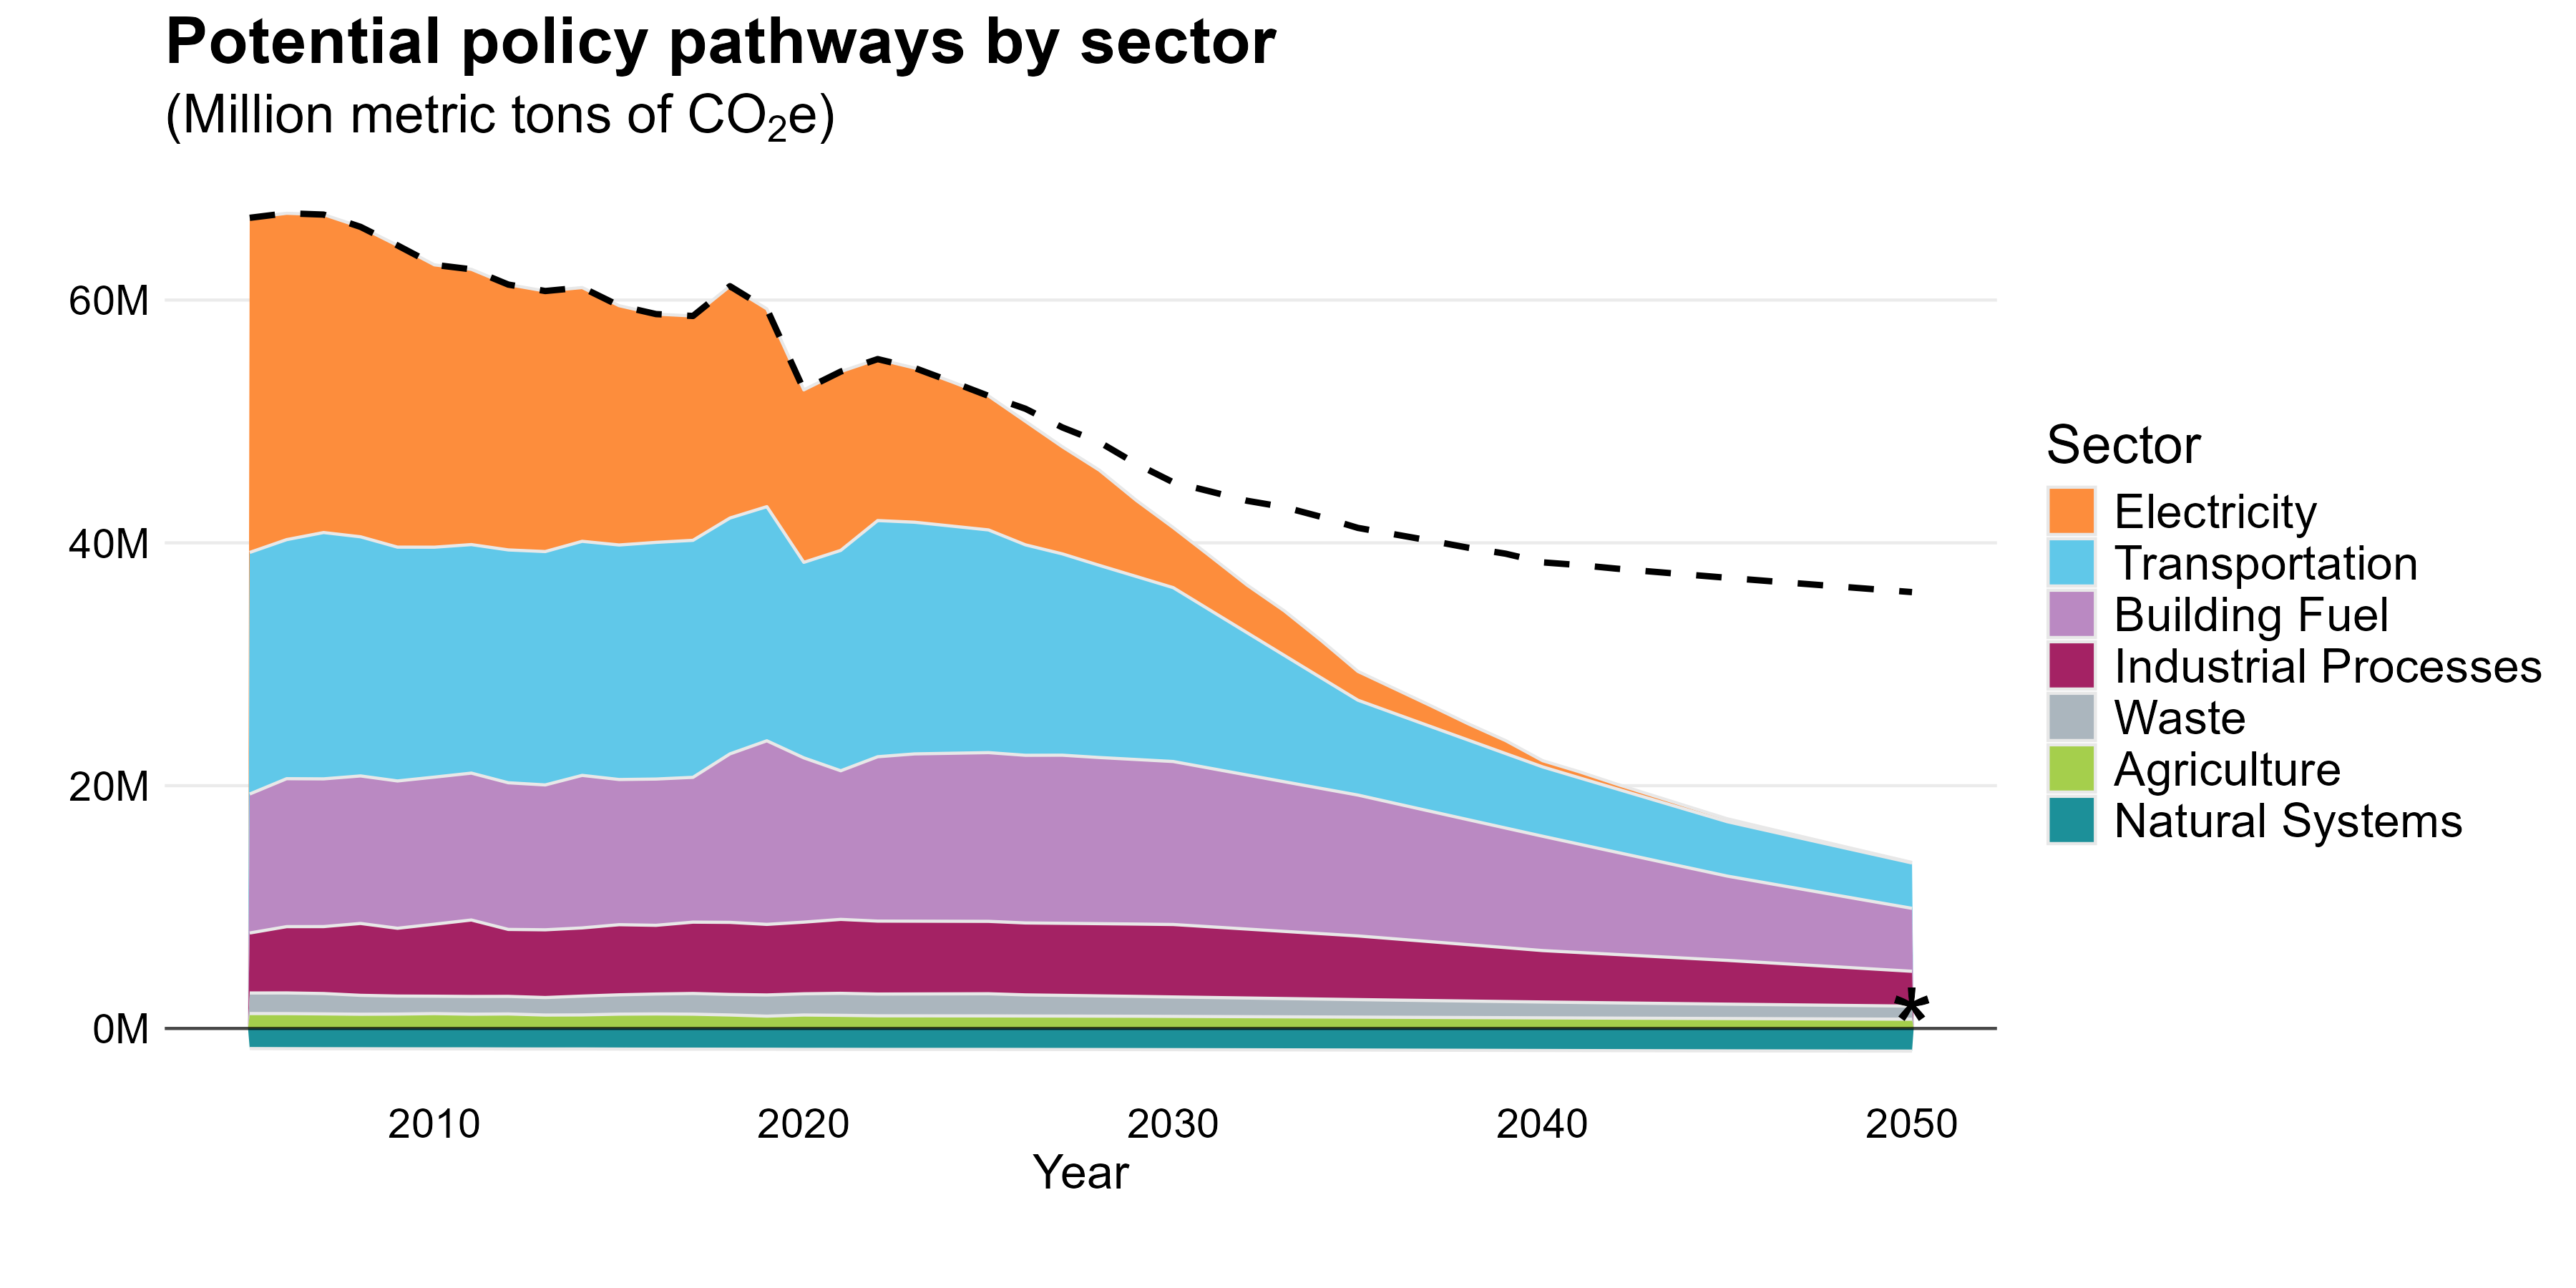 Potential policy pathways by sector
(Million metric tons of CO₂e)
60M
40M
20M
0M
2010 2020 2030 2040 2050
Year
Sector
Electricity
Transportation
Building Fuel
Industrial Processes
Waste
Agriculture
Natural Systems
*